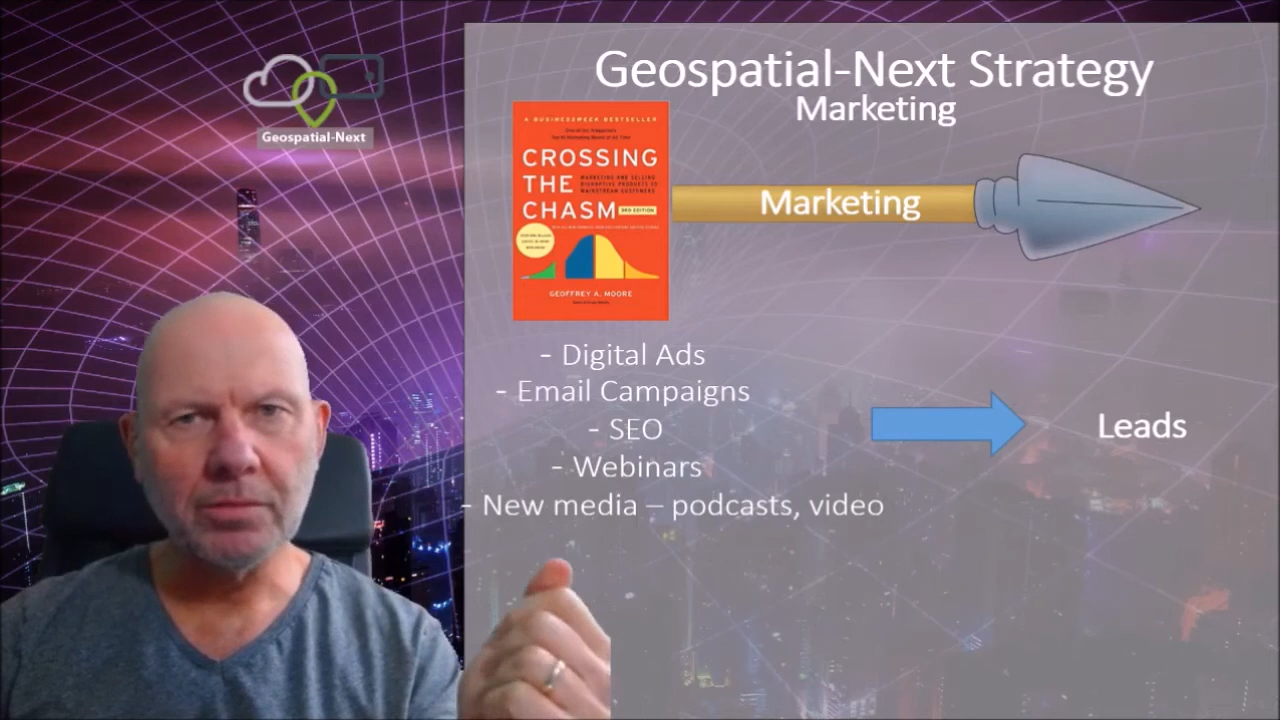 Geospatial-Next Strategy
Marketing
Geospatial-Next
A BUSINESSWEEK BESTSELLER
CROSSING
THE
MARKETING AND SELLING
DISRUPTIVE PRODUCTS TO
MAINSTREAM CUSTOMERS
CHASM
3RD EDITION
GEOFFREY A. MOORE
Marketing
- Digital Ads
- Email Campaigns
- SEO
- Webinars
- New media – podcasts, video
Leads